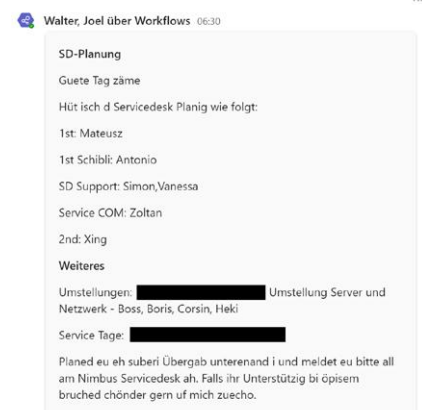 Walter, Joel über Workflows 06:30
SD-Planung
Guete Tag zäme
Hüt isch d Servicedesk Planig wie folgt:
1st: Mateusz
1st Schibli: Antonio
SD Support: Simon,Vanessa
Service COM: Zoltan
2nd: Xing
Weiteres
Umstellungen: Umstellung Server und
Netzwerk - Boss, Boris, Corsin, Heki
Service Tage:
Planed eu eh suberi Übergab unterenand i und meldet eu bitte all
am Nimbus Servicedesk ah. Falls ihr Unterstützig bi öpisem
bruched chönder gern uf mich zuecho.